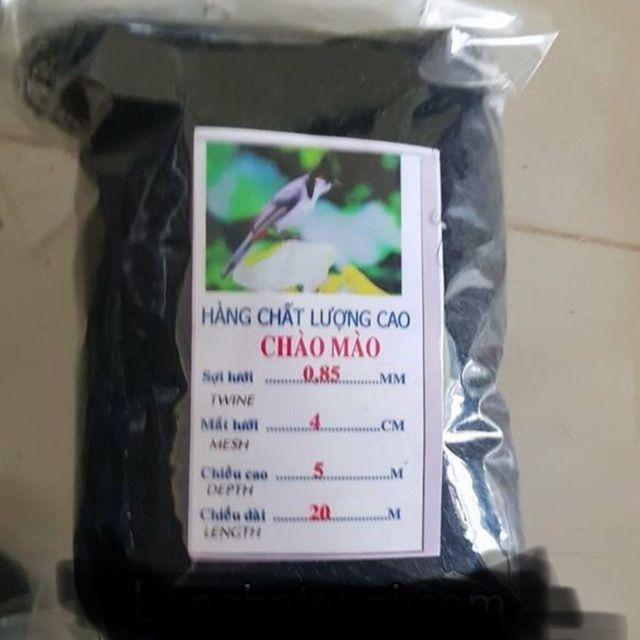 HÀNG CHẤT LƯỢNG CAO
CHÀO MÀO
Sợi lưới ..........0,85..........MM
TWINE
Mắt lưới ..........4..........CM
MESH
Chiều cao ..........5..........M
DEPTH
Chiều dài ..........20..........M
LENGTH